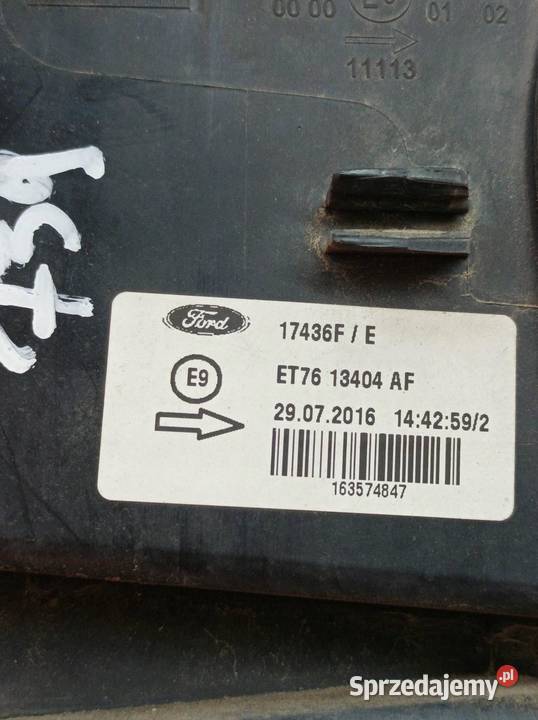 00 00
01 02
11113
Ford
17436F / E
E9
ET76 13404 AF
29.07.2016 14:42:59/2
163574847
Sprzedajemy.pl